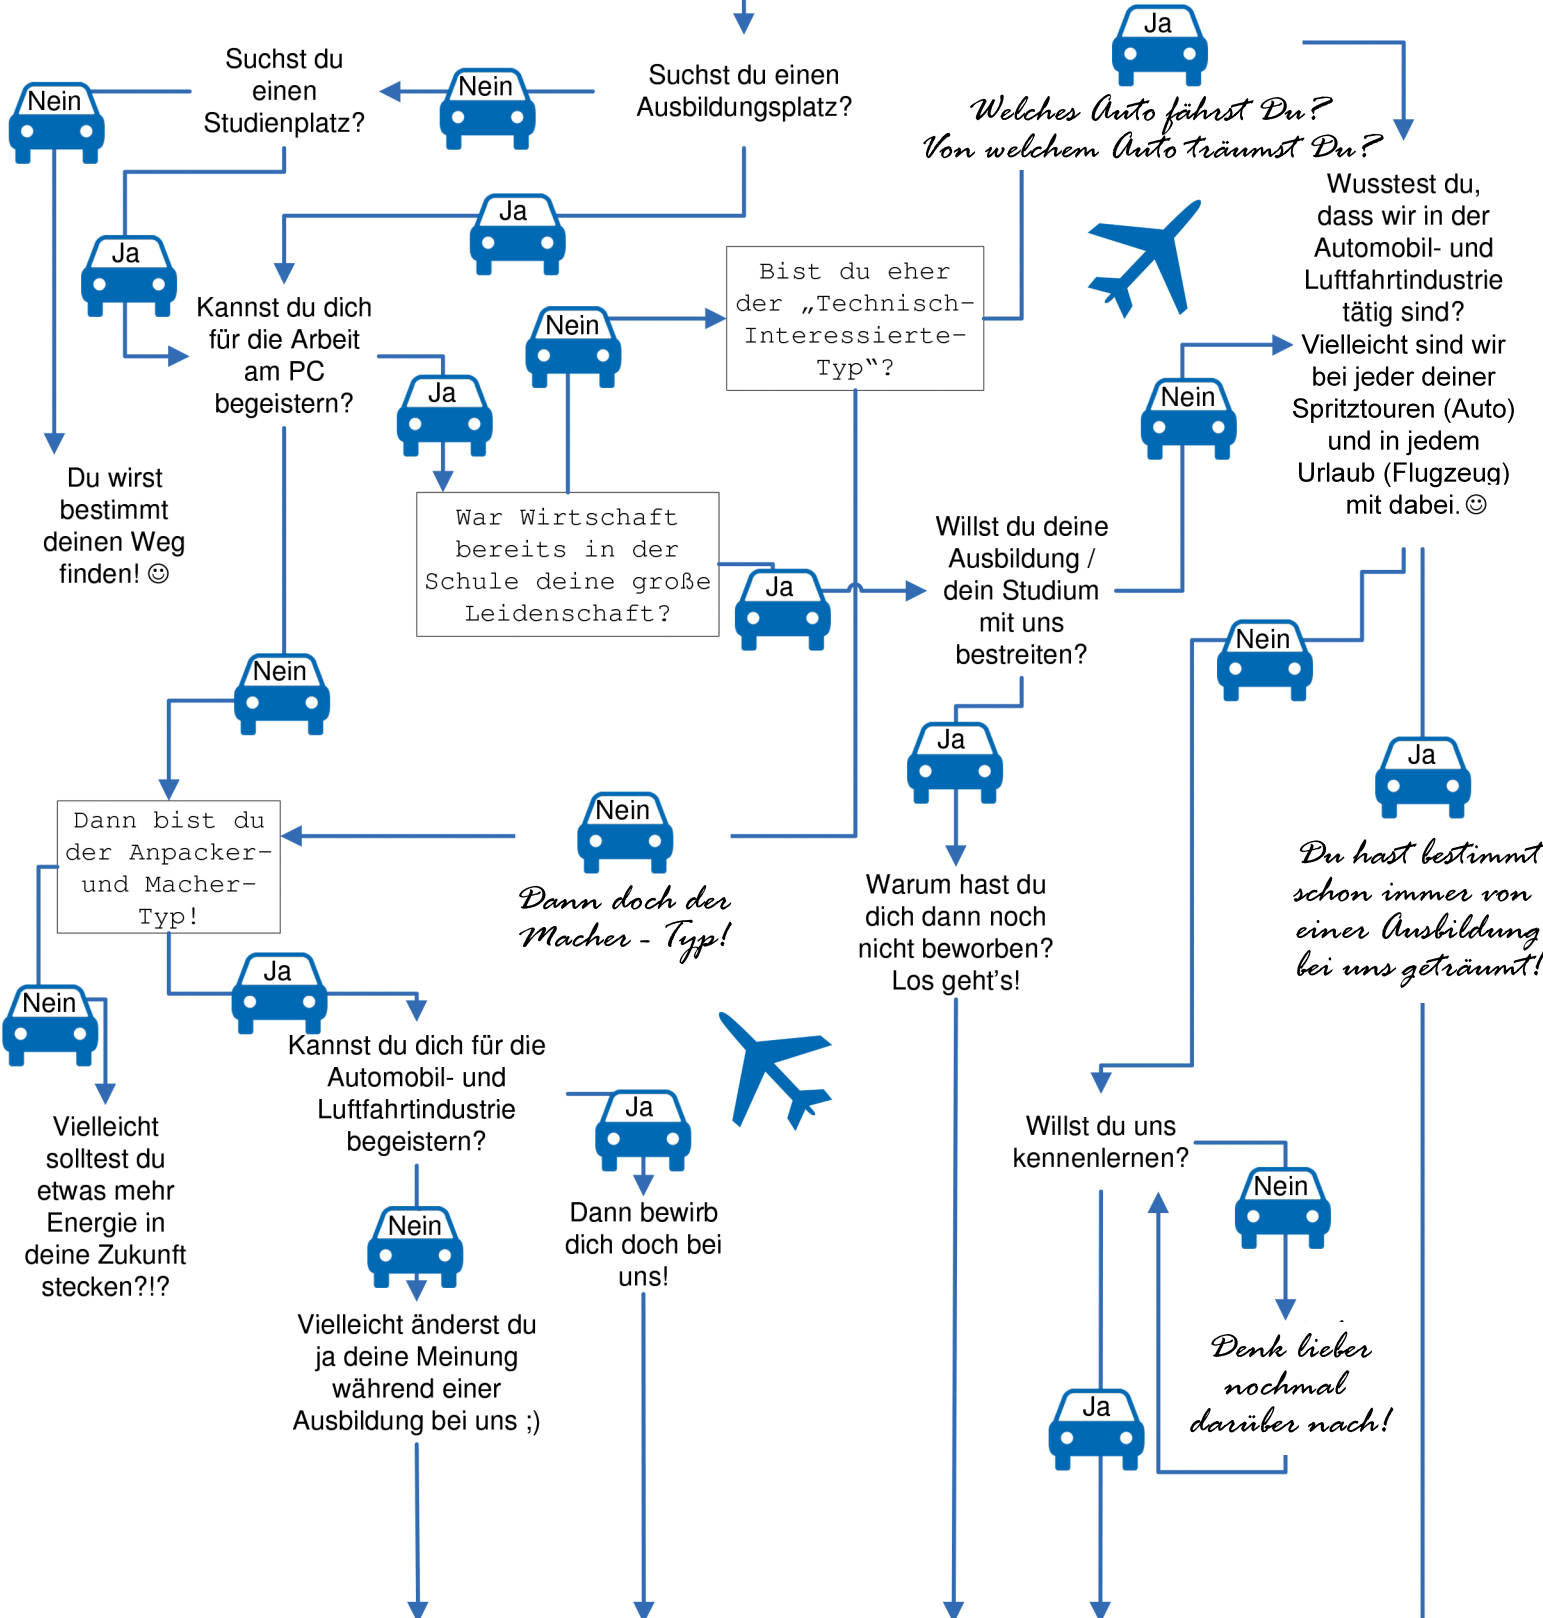 Ja
Suchst du
einen
Studienplatz?
Nein
Nein
Suchst du einen
Ausbildungsplatz?
Welches Auto fährst Du?
Von welchem Auto träumst Du?
Wusstest du,
dass wir in der
Automobil- und
Luftfahrtindustrie
tätig sind?
Vielleicht sind wir
bei jeder deiner
Spritztouren (Auto)
und in jedem
Urlaub (Flugzeug)
mit dabei. ☺
Ja
Ja
Kannst du dich
für die Arbeit
am PC
begeistern?
Bist du eher
der „Technisch-
Interessierte-
Typ“?
Nein
Ja
Nein
Du wirst
bestimmt
deinen Weg
finden! ☺
War Wirtschaft
bereits in der
Schule deine große
Leidenschaft?
Ja
Willst du deine
Ausbildung /
dein Studium
mit uns
bestreiten?
Nein
Nein
Ja
Ja
Dann bist du
der Anpacker-
und Macher-
Typ!
Nein
Dann doch der
Macher - Typ!
Warum hast du
dich dann noch
nicht beworben?
Los geht's!
Du hast bestimmt
schon immer von
einer Ausbildung
bei uns geträumt!
Ja
Nein
Kannst du dich für die
Automobil- und
Luftfahrtindustrie
begeistern?
Ja
Vielleicht
solltest du
etwas mehr
Energie in
deine Zukunft
stecken?!?
Willst du uns
kennenlernen?
Nein
Nein
Dann bewirb
dich doch bei
uns!
Vielleicht änderst du
ja deine Meinung
während einer
Ausbildung bei uns ;)
Denk lieber
nochmal
darüber nach!
Ja